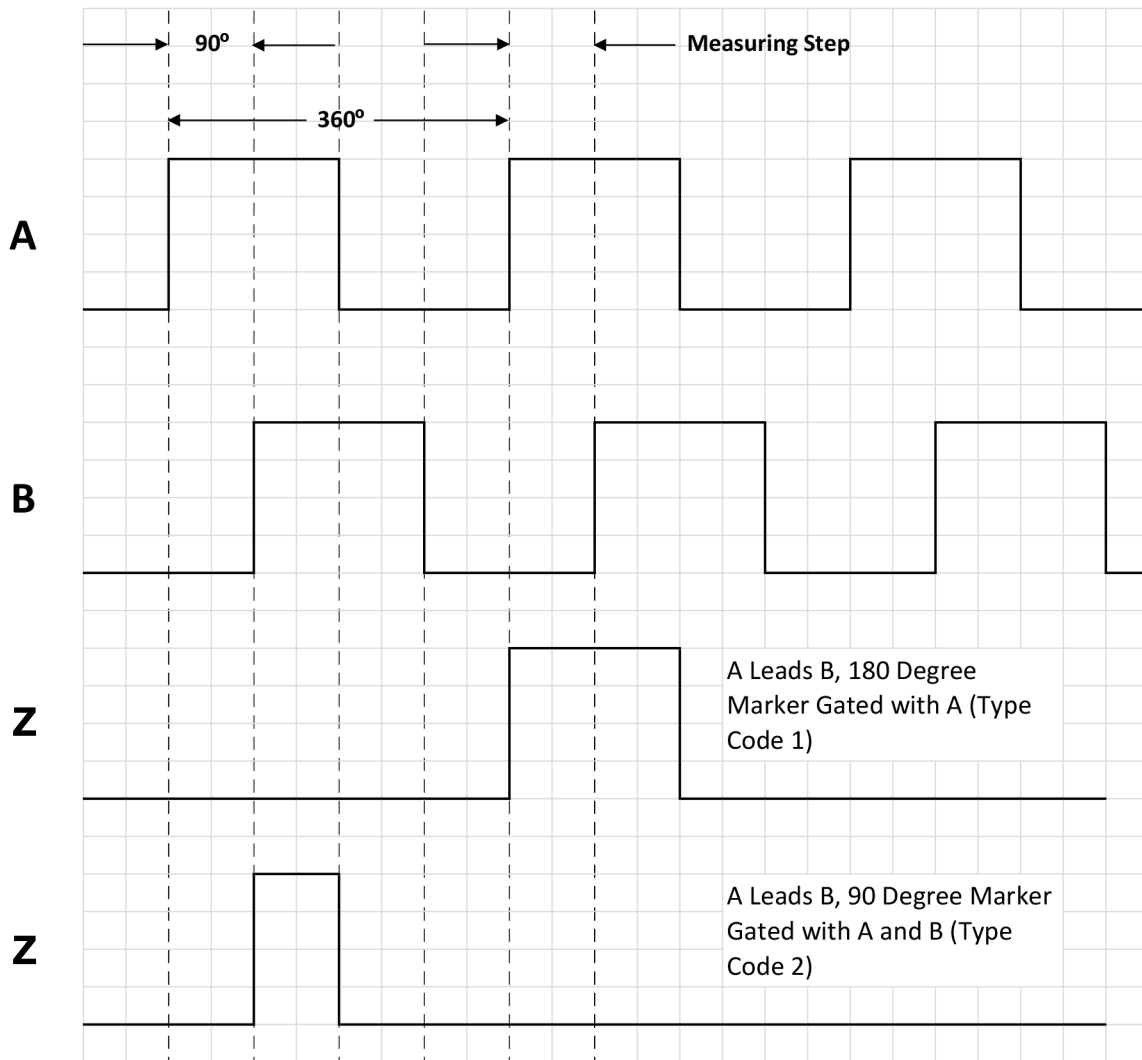 90º
Measuring Step
360º
A
B
Z
A Leads B, 180 Degree
Marker Gated with A (Type
Code 1)
Z
A Leads B, 90 Degree Marker
Gated with A and B (Type
Code 2)